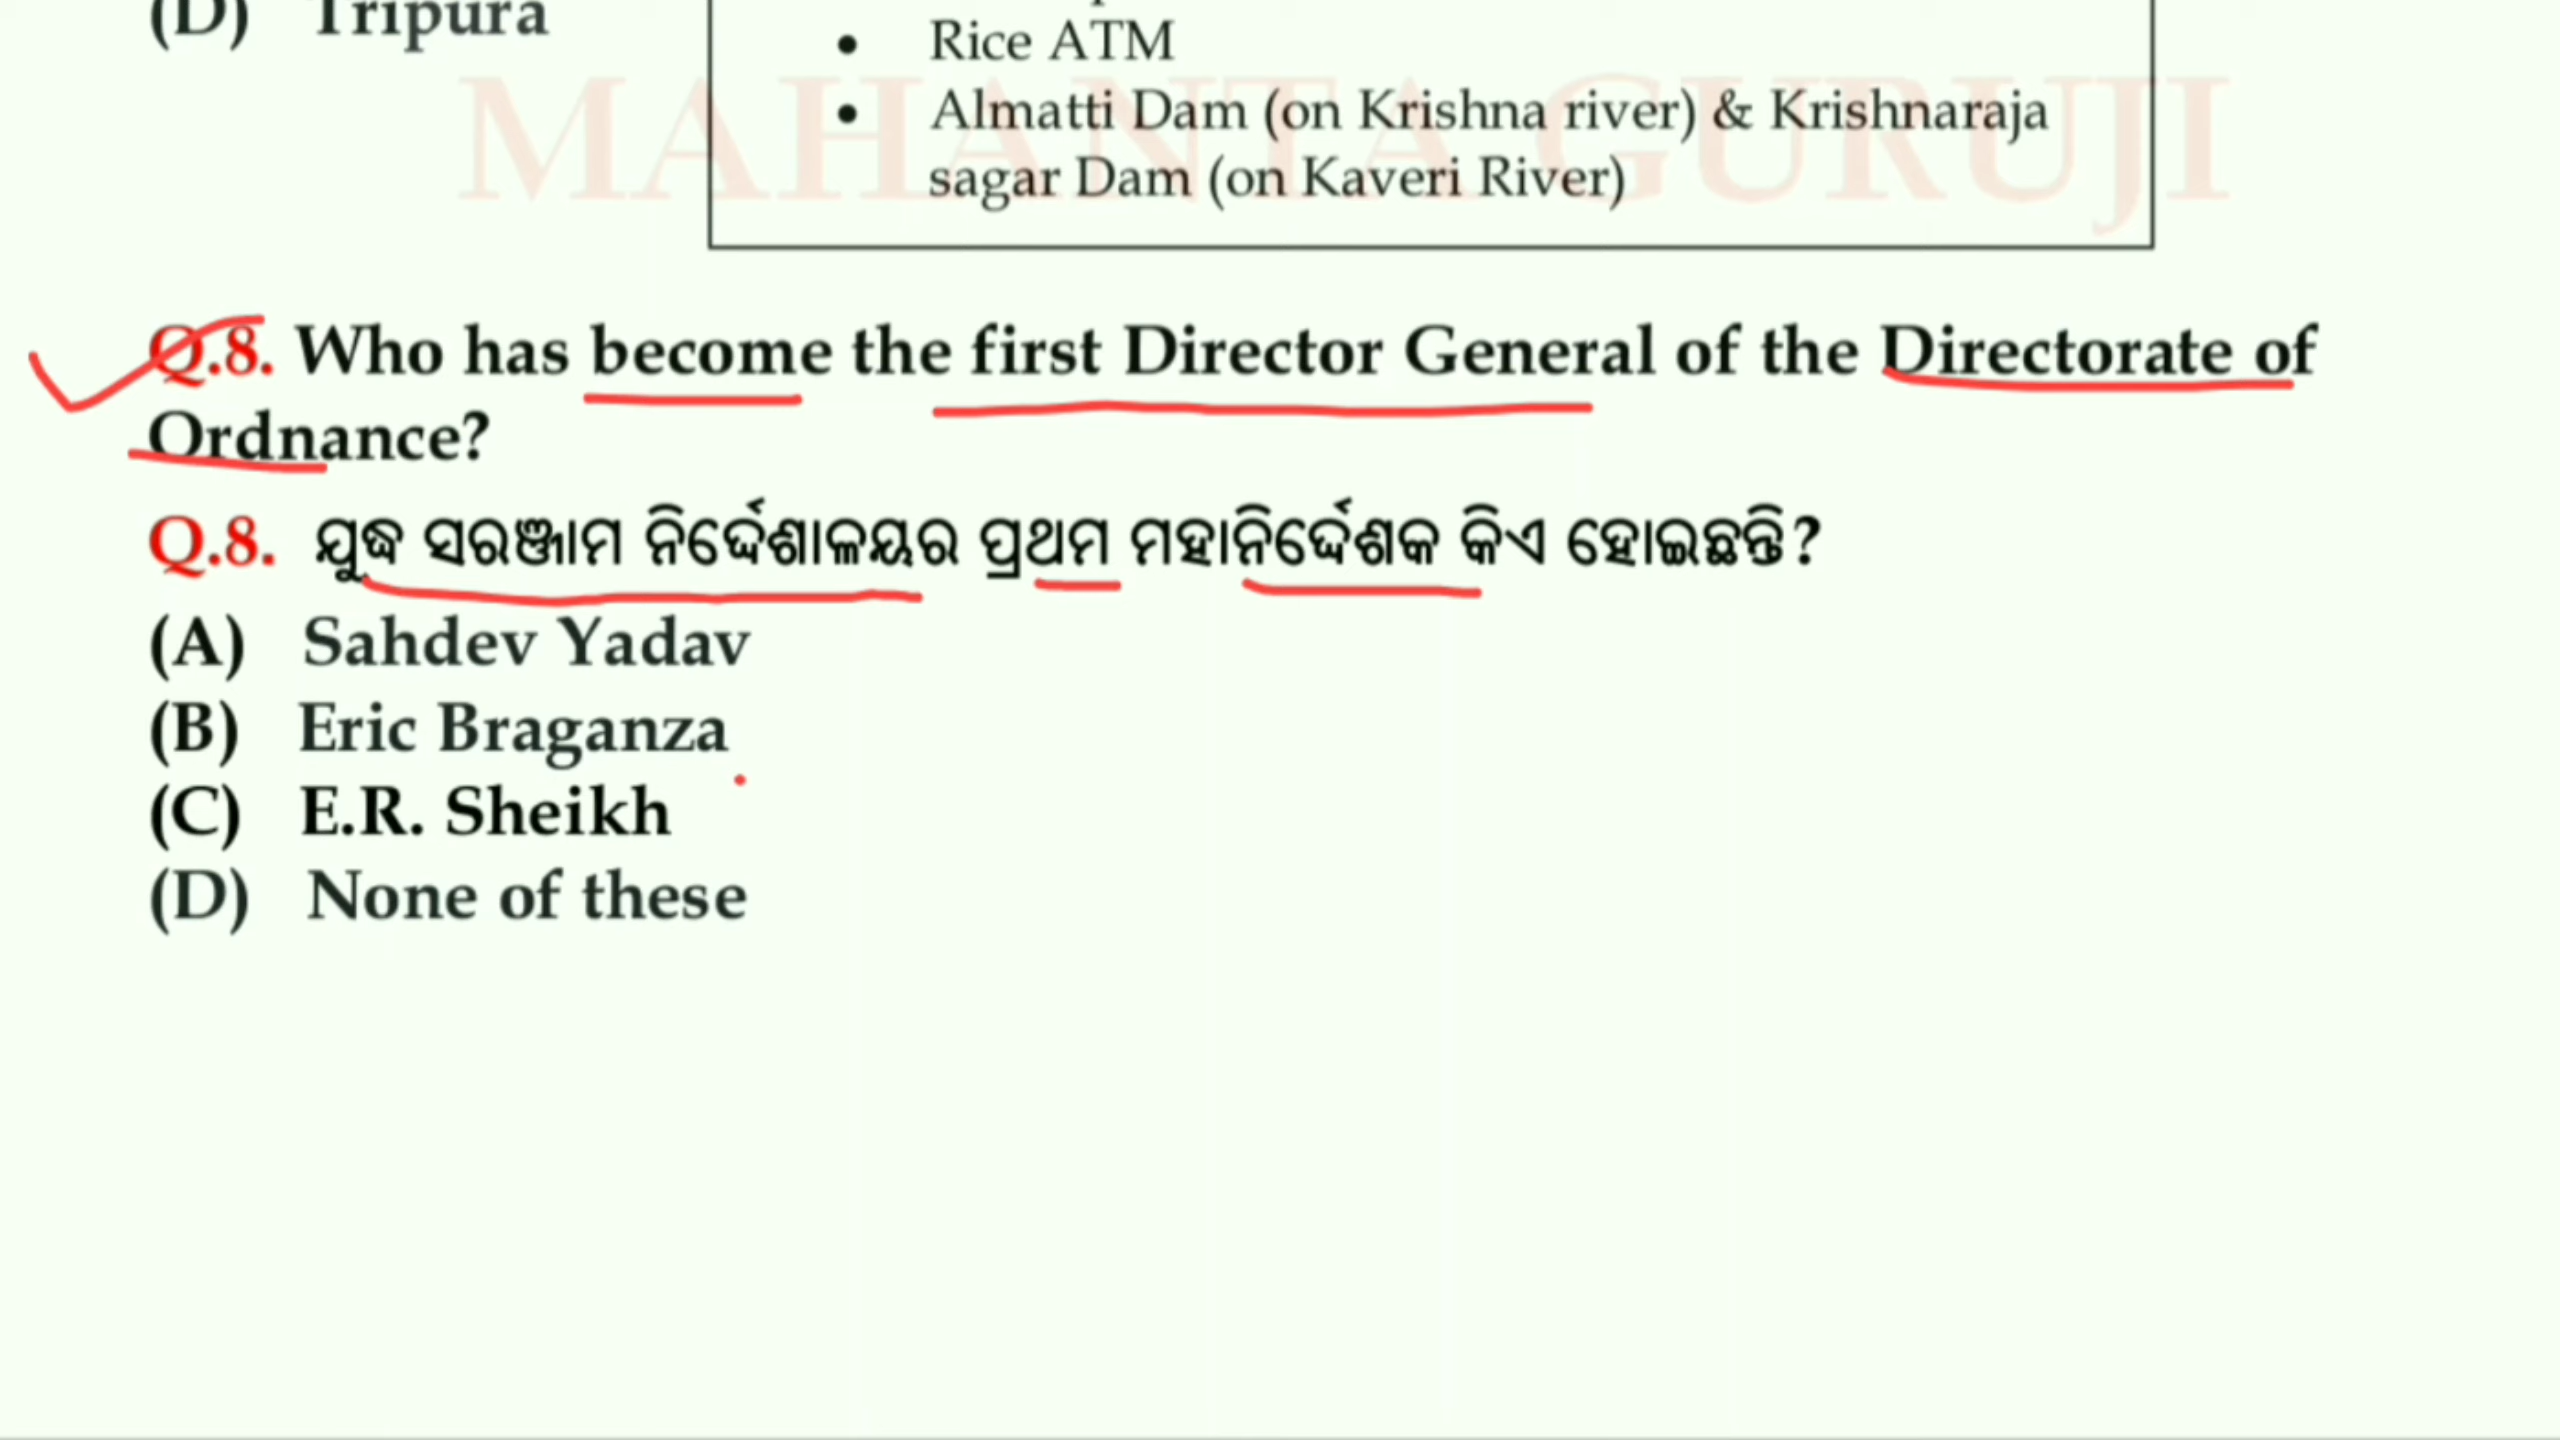 (D) Tripura
• Rice ATM
• Almatti Dam (on Krishna river) & Krishnaraja
sagar Dam (on Kaveri River)
MAHANTA GURUJI
Q.8. Who has become the first Director General of the Directorate of
Ordnance?
Q.8. ଯୁଦ୍ଧ ସରଞ୍ଜାମ ନିର୍ଦ୍ଦେଶାଳୟର ପ୍ରଥମ ମହାନିର୍ଦ୍ଦେଶକ କିଏ ହୋଇଛନ୍ତି?
(A) Sahdev Yadav
(B) Eric Braganza
(C) E.R. Sheikh
(D) None of these